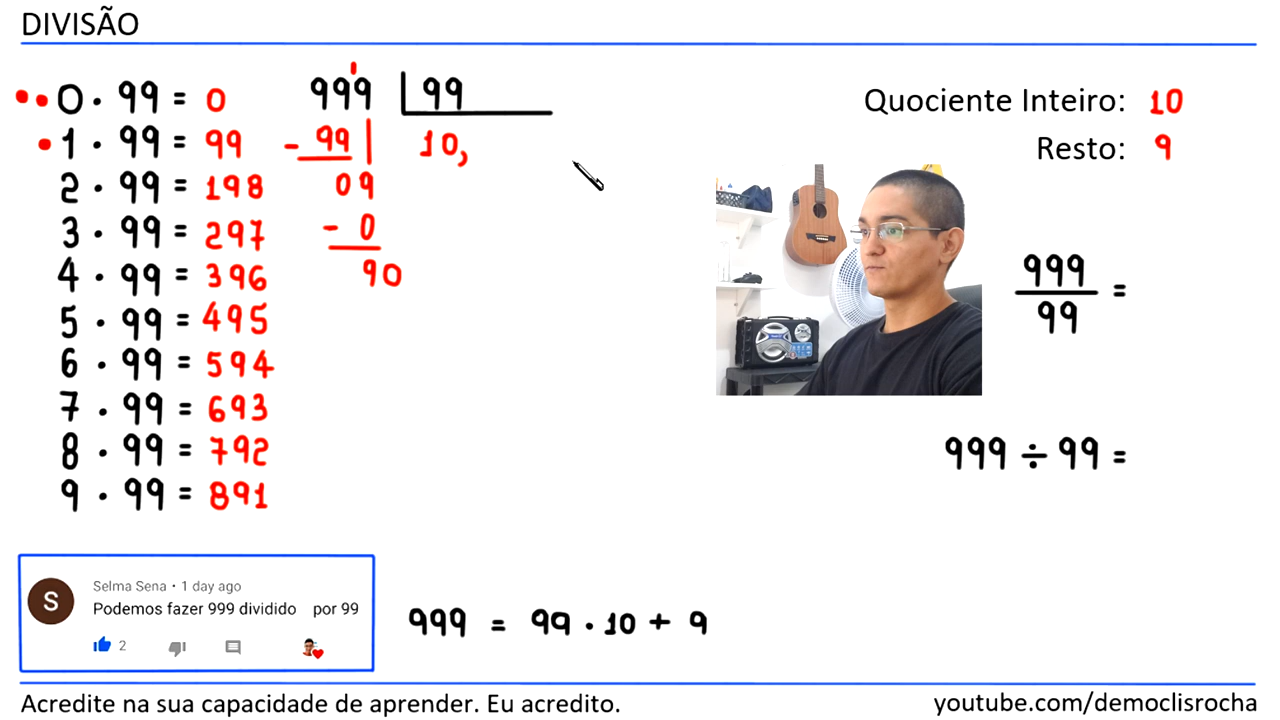 DIVISÃO
0 · 99 = 0
1 · 99 = 99
2 · 99 = 198
3 · 99 = 297
4 · 99 = 396
5 · 99 = 495
6 · 99 = 594
7 · 99 = 693
8 · 99 = 792
9 · 99 = 891
999 99
- 99 10,
09
- 0
90
Quociente Inteiro: 10
Resto: 9
999
99 =
999 ÷ 99 =
S
Selma Sena • 1 day ago
Podemos fazer 999 dividido por 99
2
999 = 99 · 10 + 9
Acredite na sua capacidade de aprender. Eu acredito.
youtube.com/democlisrocha